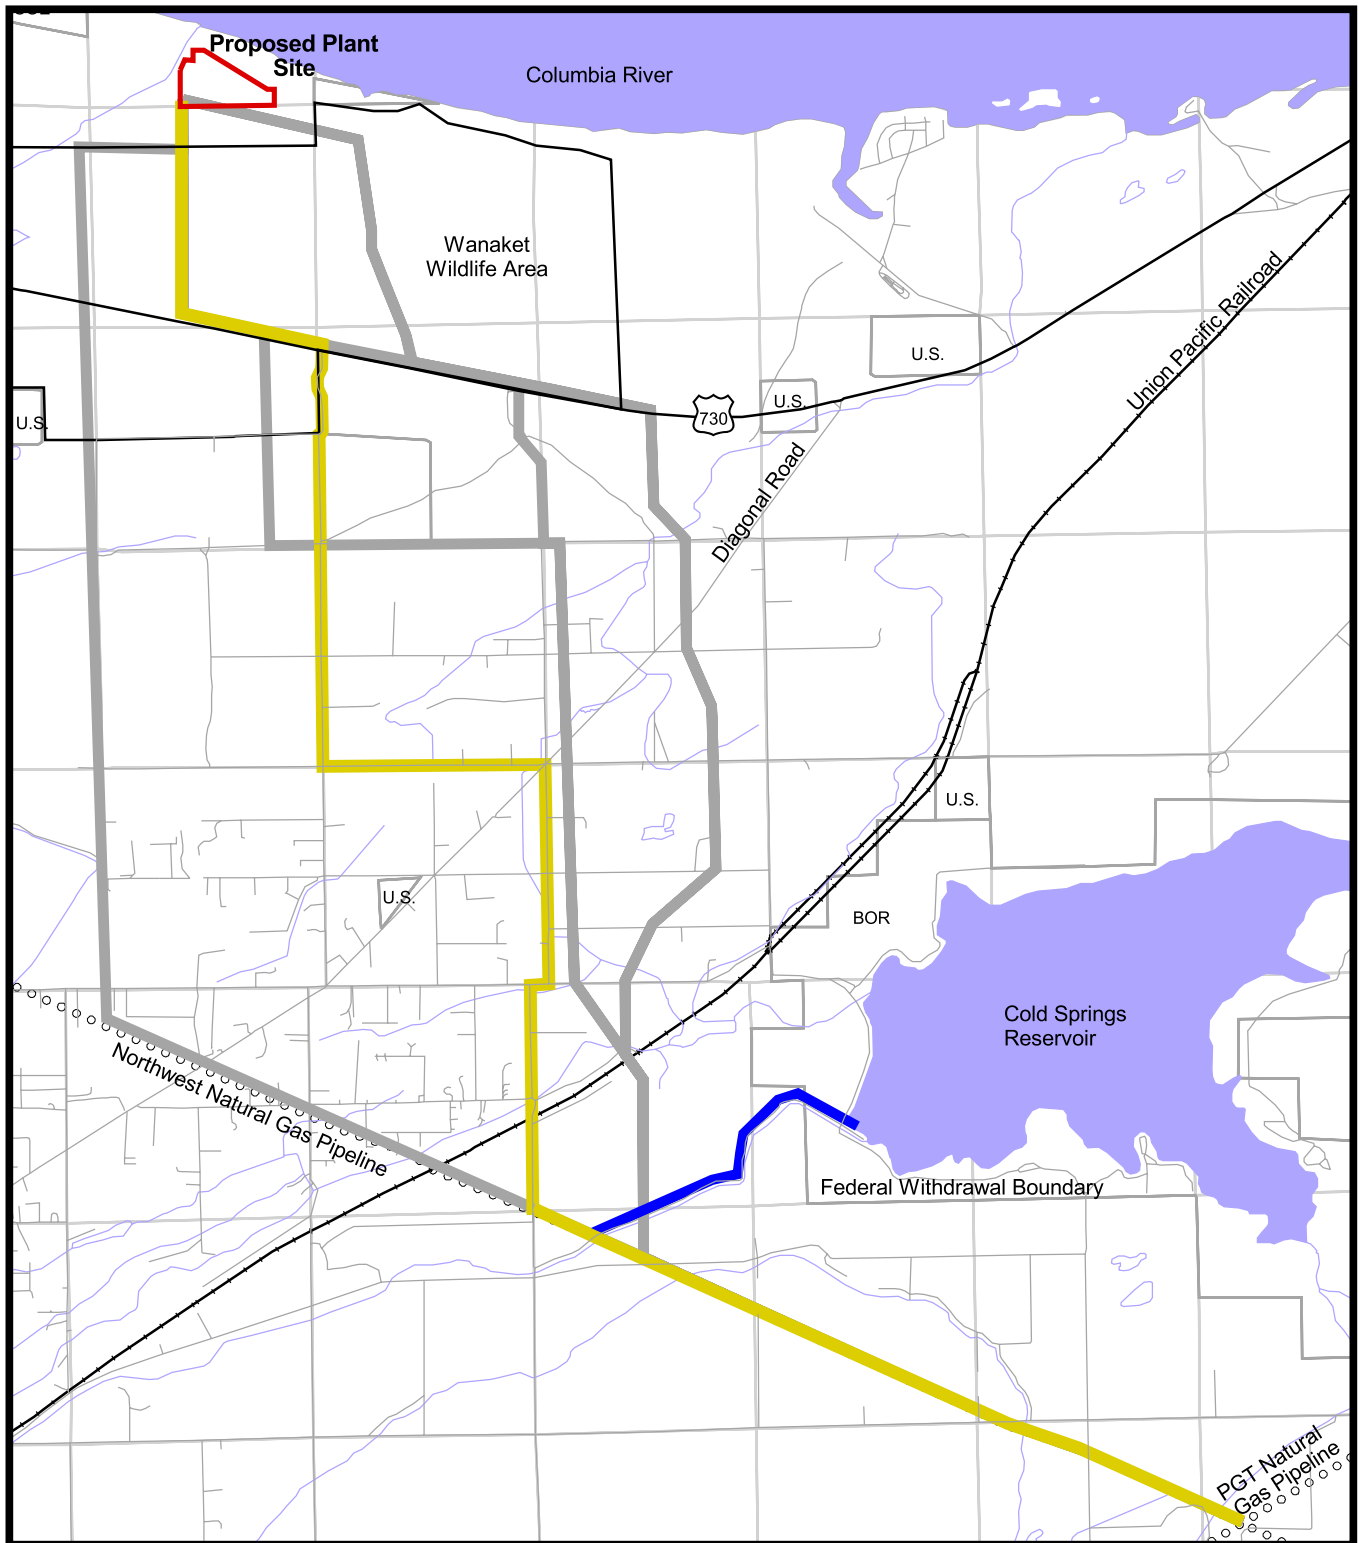 Proposed Plant
Site
Columbia River
Wanaket
Wildlife Area
Union Pacific Railroad
U.S.
U.S.
U.S.
730
Diagonal Road
U.S.
U.S.
BOR
Cold Springs
Reservoir
Northwest Natural Gas Pipeline
Federal Withdrawal Boundary
PGT Natural
Gas Pipeline